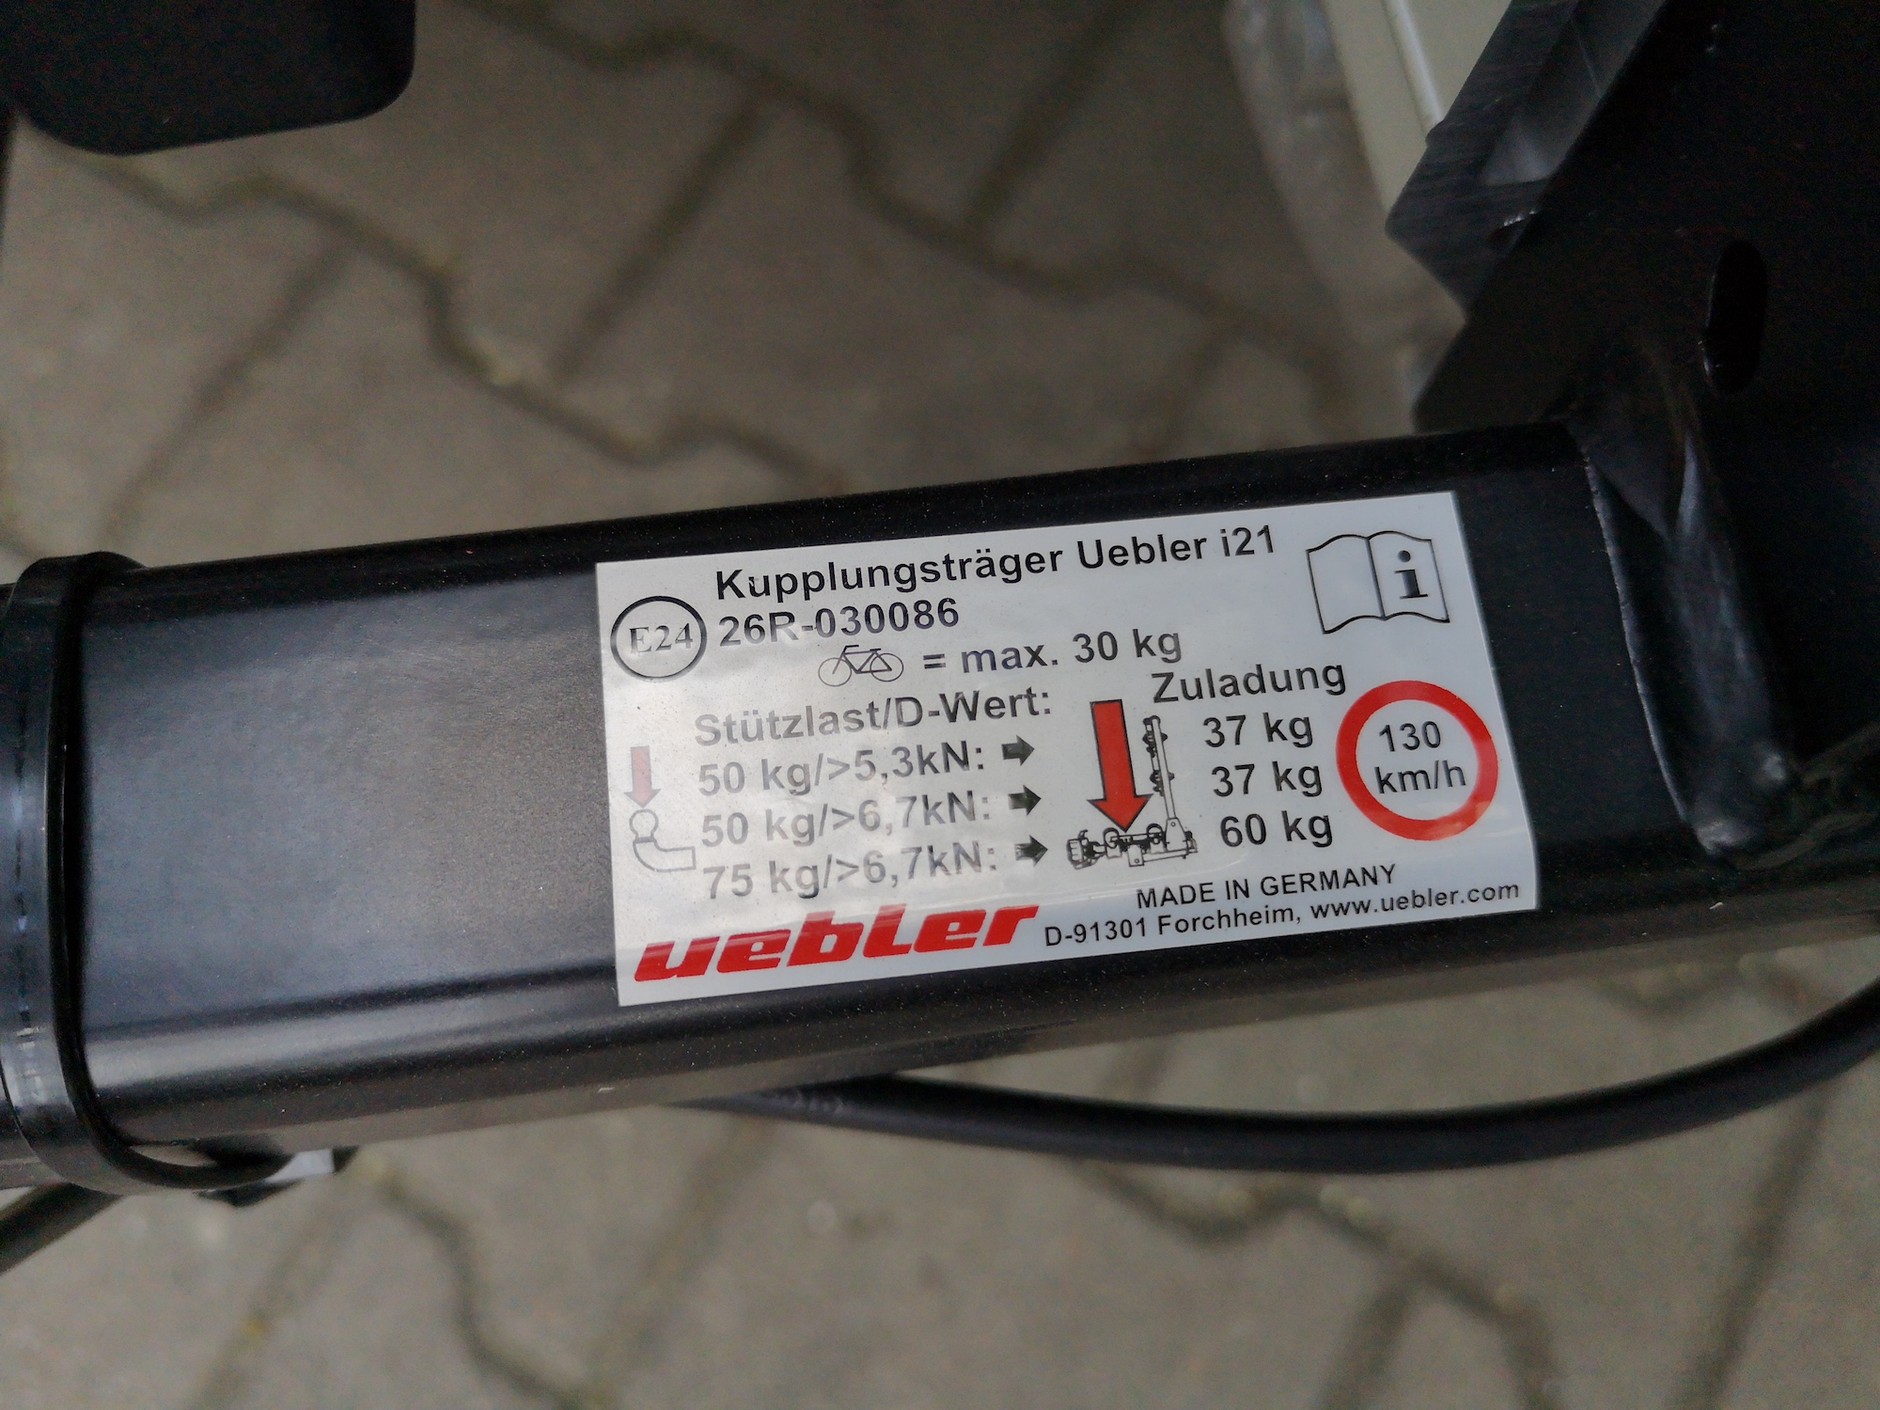 Kupplungsträger Uebler i21
E24 26R-030086
= max. 30 kg
Stützlast/D-Wert: Zuladung
50 kg/>5,3kN: 37 kg
50 kg/>6,7kN: 37 kg
75 kg/>6,7kN: 60 kg
130
km/h
uebler
MADE IN GERMANY
D-91301 Forchheim, www.uebler.com